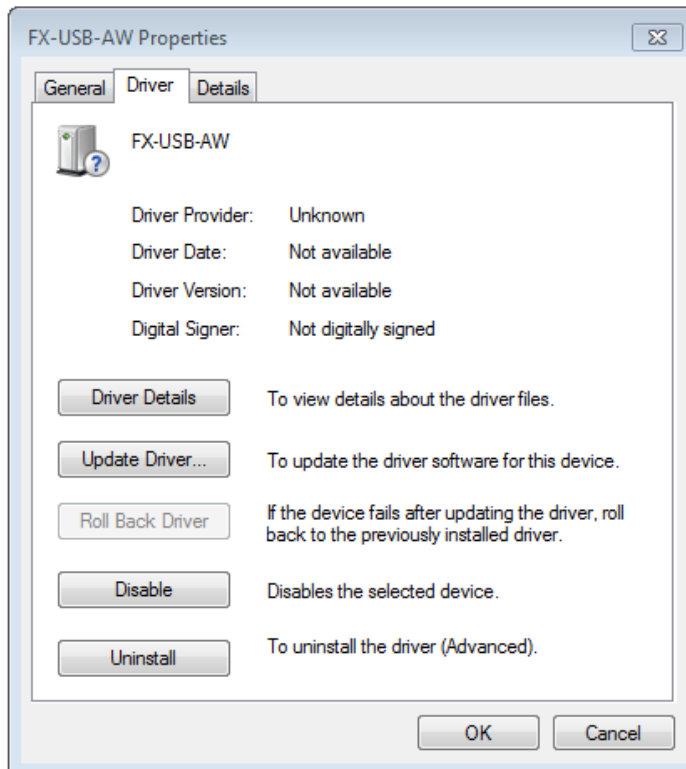 FX-USB-AW Properties
General Driver Details
FX-USB-AW
Driver Provider: Unknown
Driver Date: Not available
Driver Version: Not available
Digital Signer: Not digitally signed
Driver Details To view details about the driver files.
Update Driver... To update the driver software for this device.
Roll Back Driver If the device fails after updating the driver, roll
back to the previously installed driver.
Disable Disables the selected device.
Uninstall To uninstall the driver (Advanced).
OK Cancel